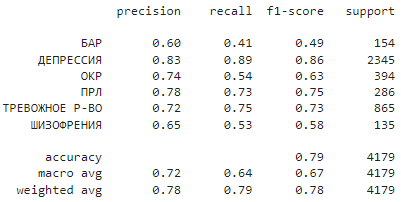 precision recall f1-score support
БАР 0.60 0.41 0.49 154
ДЕПРЕССИЯ 0.83 0.89 0.86 2345
ОКР 0.74 0.54 0.63 394
ПРЛ 0.78 0.73 0.75 286
ТРЕВОЖНОЕ Р-ВО 0.72 0.75 0.73 865
ШИЗОФРЕНИЯ 0.65 0.53 0.58 135
accuracy 0.79 4179
macro avg 0.72 0.64 0.67 4179
weighted avg 0.78 0.79 0.78 4179